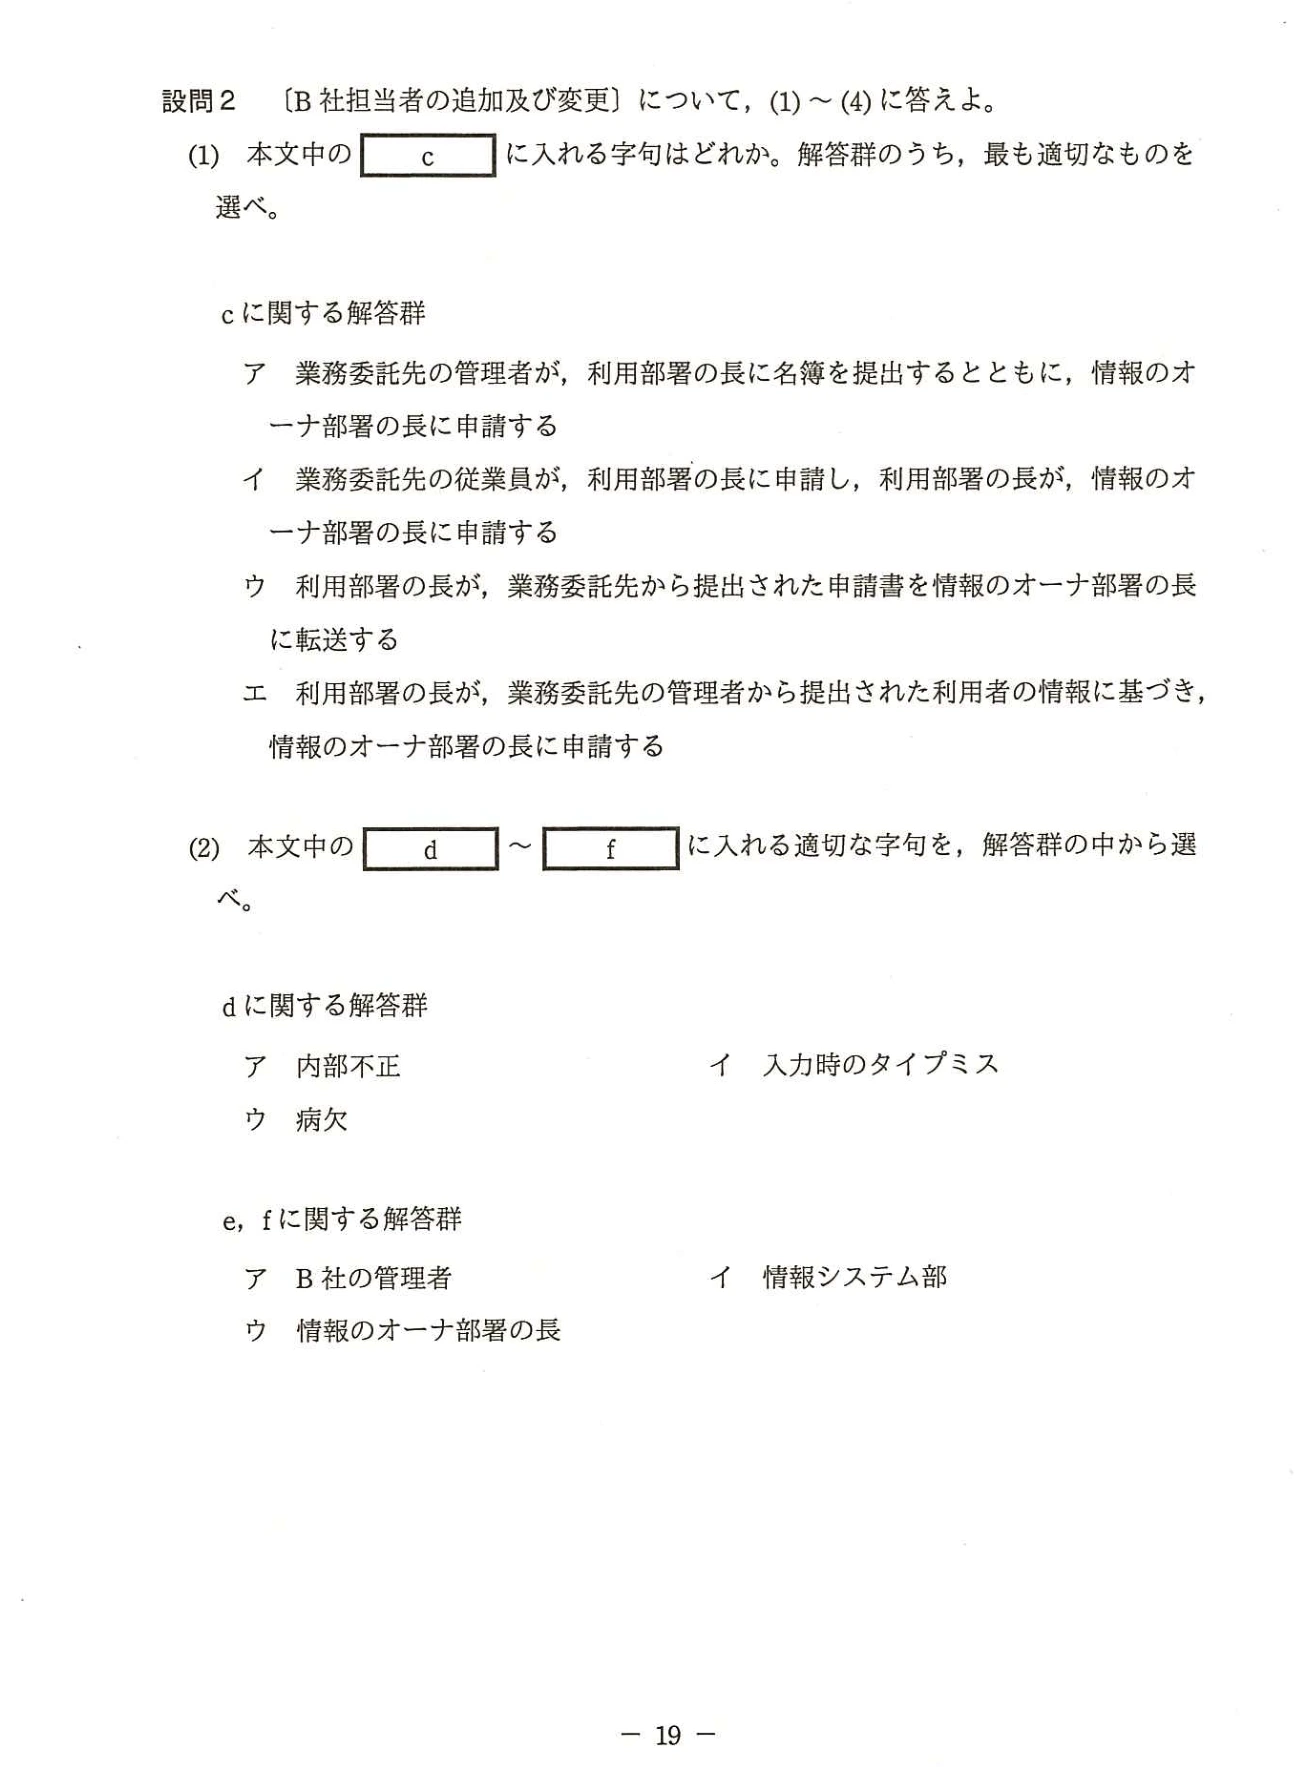 設問2　〔B 社担当者の追加及び変更〕について，(1) ～ (4) に答えよ。
(1)　本文中の　c　に入れる字句はどれか。解答群のうち，最も適切なものを
選べ。
c に関する解答群
ア　業務委託先の管理者が，利用部署の長に名簿を提出するとともに，情報のオ
ーナ部署の長に申請する
イ　業務委託先の従業員が，利用部署の長に申請し，利用部署の長が，情報のオ
ーナ部署の長に申請する
ウ　利用部署の長が，業務委託先から提出された申請書を情報のオーナ部署の長
に転送する
エ　利用部署の長が，業務委託先の管理者から提出された利用者の情報に基づき，
情報のオーナ部署の長に申請する
(2)　本文中の　d　～　f　に入れる適切な字句を，解答群の中から選
べ。
d に関する解答群
ア　内部不正　イ　入力時のタイプミス
ウ　病欠
e，f に関する解答群
ア　B 社の管理者　イ　情報システム部
ウ　情報のオーナ部署の長
－ 19 －